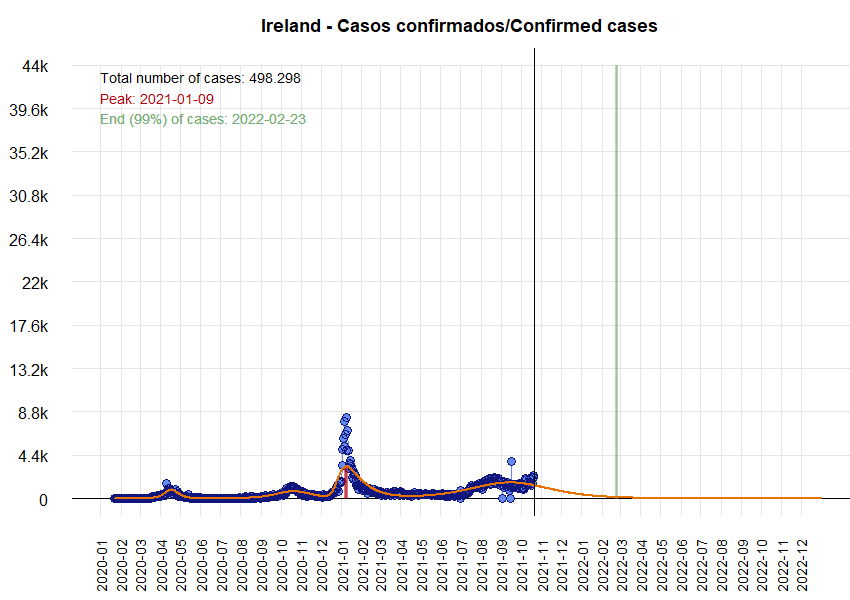 Ireland - Casos confirmados/Confirmed cases
Total number of cases: 498.298
Peak: 2021-01-09
End (99%) of cases: 2022-02-23
44k
39.6k
35.2k
30.8k
26.4k
22k
17.6k
13.2k
8.8k
4.4k
0
2020-01
2020-02
2020-03
2020-04
2020-05
2020-06
2020-07
2020-08
2020-09
2020-10
2020-11
2020-12
2021-01
2021-02
2021-03
2021-04
2021-05
2021-06
2021-07
2021-08
2021-09
2021-10
2021-11
2021-12
2022-01
2022-02
2022-03
2022-04
2022-05
2022-06
2022-07
2022-08
2022-09
2022-10
2022-11
2022-12